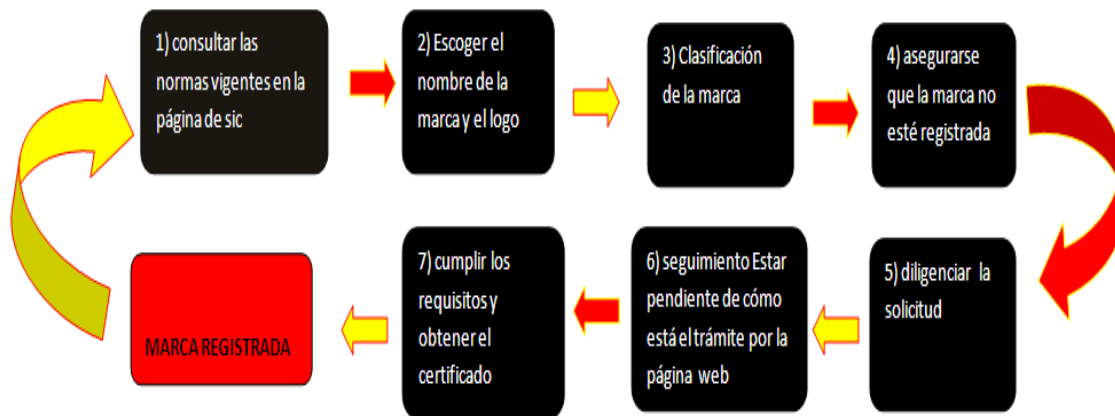 1) consultar las
normas vigentes en la
página de sic
2) Escoger el
nombre de la
marca y el logo
3) Clasificación
de la marca
4) asegurarse
que la marca no
esté registrada
5) diligenciar la
solicitud
6) seguimiento Estar
pendiente de cómo
está el trámite por la
página web
7) cumplir los
requisitos y
obtener el
certificado
MARCA REGISTRADA